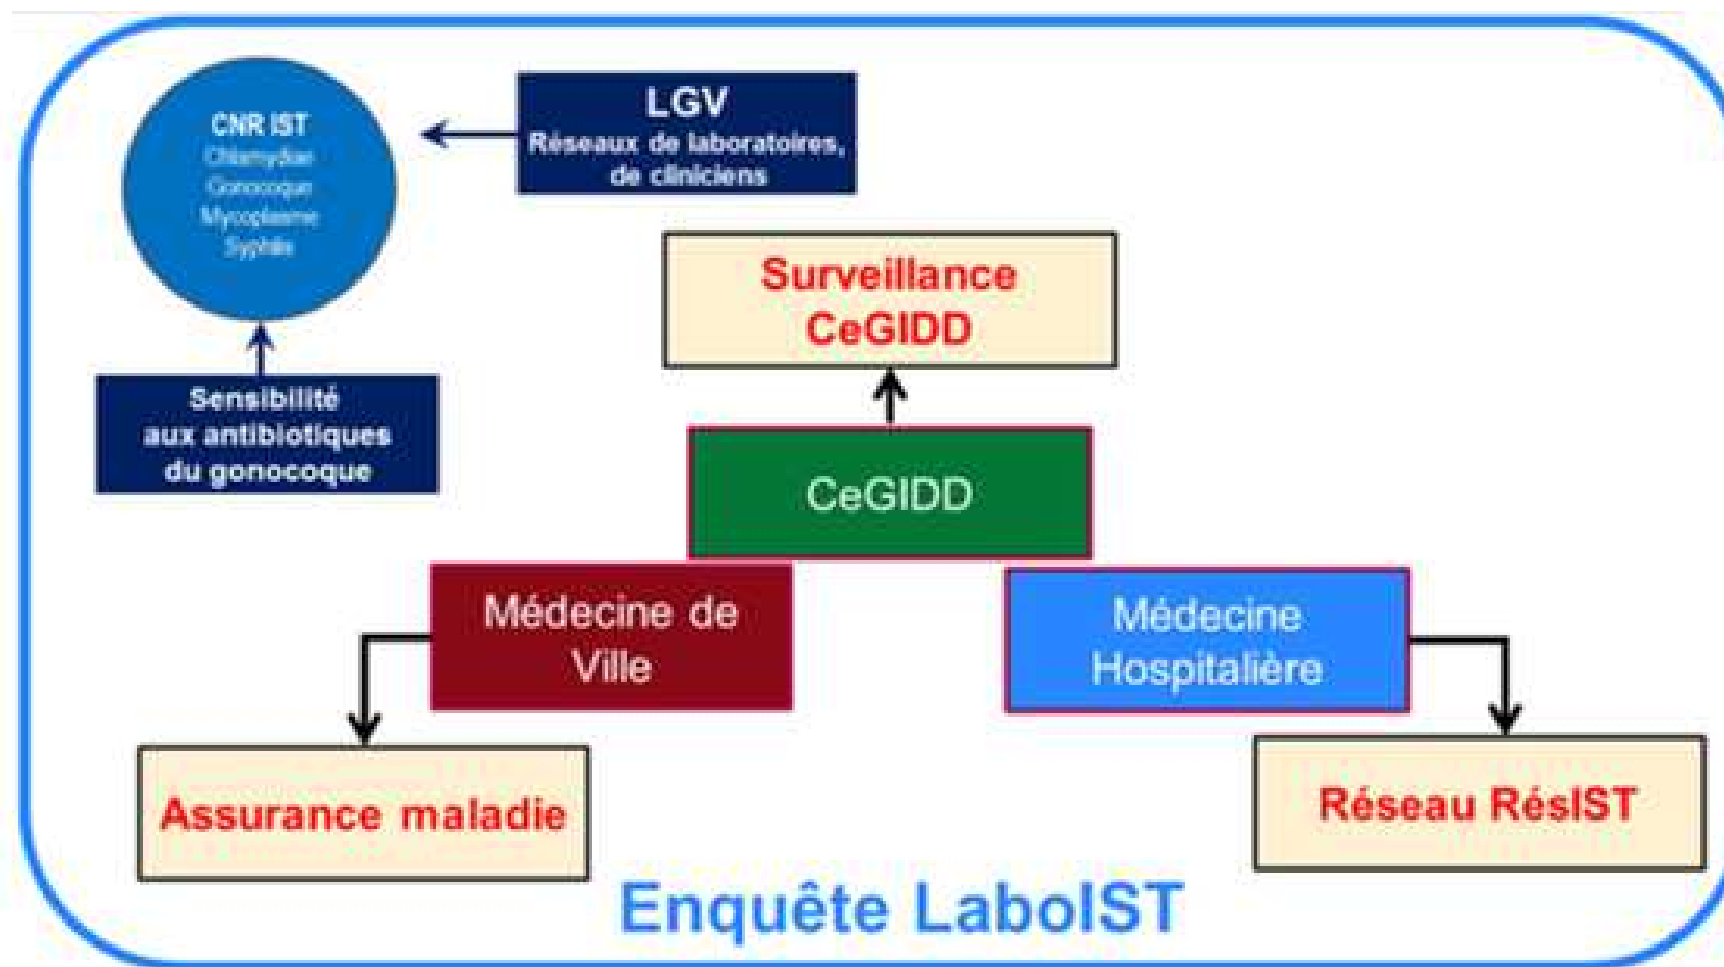 CNR IST
Chlamydiae
Gonocoque
Mycoplasme
Syphilis
LGV
Réseaux de laboratoires,
de cliniciens
Sensibilité
aux antibiotiques
du gonocoque
Surveillance
CeGIDD
CeGIDD
Médecine de
Ville
Médecine
Hospitalière
Assurance maladie
Réseau RésIST
Enquête LaboIST